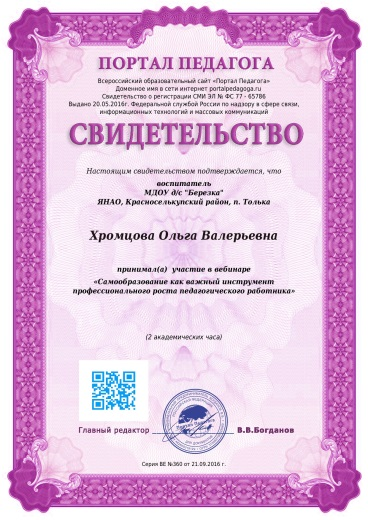 ПОРТАЛ ПЕДАГОГА
Всероссийский образовательный сайт «Портал Педагога»
Доменное имя в сети интернет portalpedagoga.ru
Свидетельство о регистрации СМИ ЭЛ № ФС 77 - 65786
Выдано 20.05.2016г. Федеральной службой России по надзору в сфере связи,
информационных технологий и массовых коммуникаций
СВИДЕТЕЛЬСТВО
Настоящим свидетельством подтверждается, что
воспитатель
МДОУ д/с "Березка"
ЯНАО, Красноселькупский район, п. Толька
Хромцова Ольга Валерьевна
принимал(а) участие в вебинаре
«Самообразование как важный инструмент
профессионального роста педагогического работника»
(2 академических часа)
Главный редактор
В.В.Богданов
Серия ВЕ №360 от 21.09.2016 г.